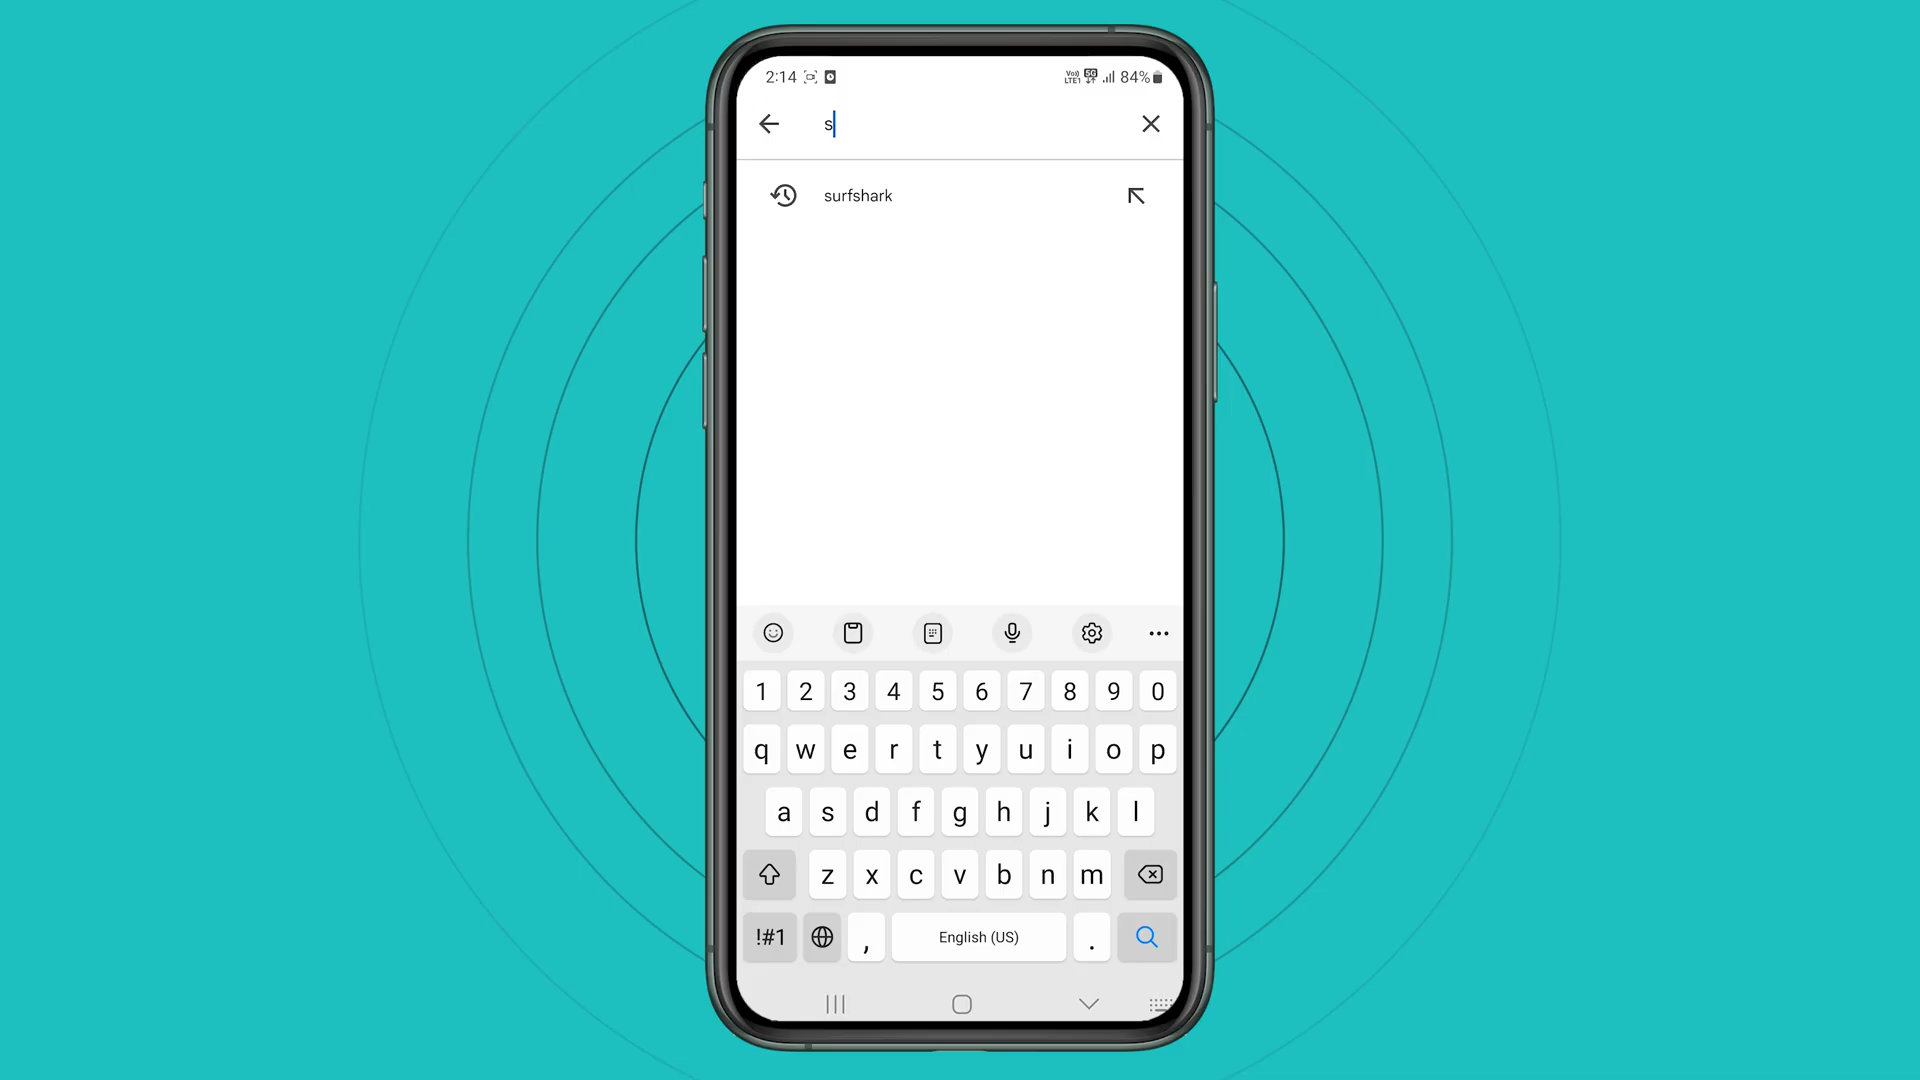 2:14 84%
s
surfshark
1 2 3 4 5 6 7 8 9 0
q w e r t y u i o p
a s d f g h j k l
z x c v b n m
!#1 , English (US) .